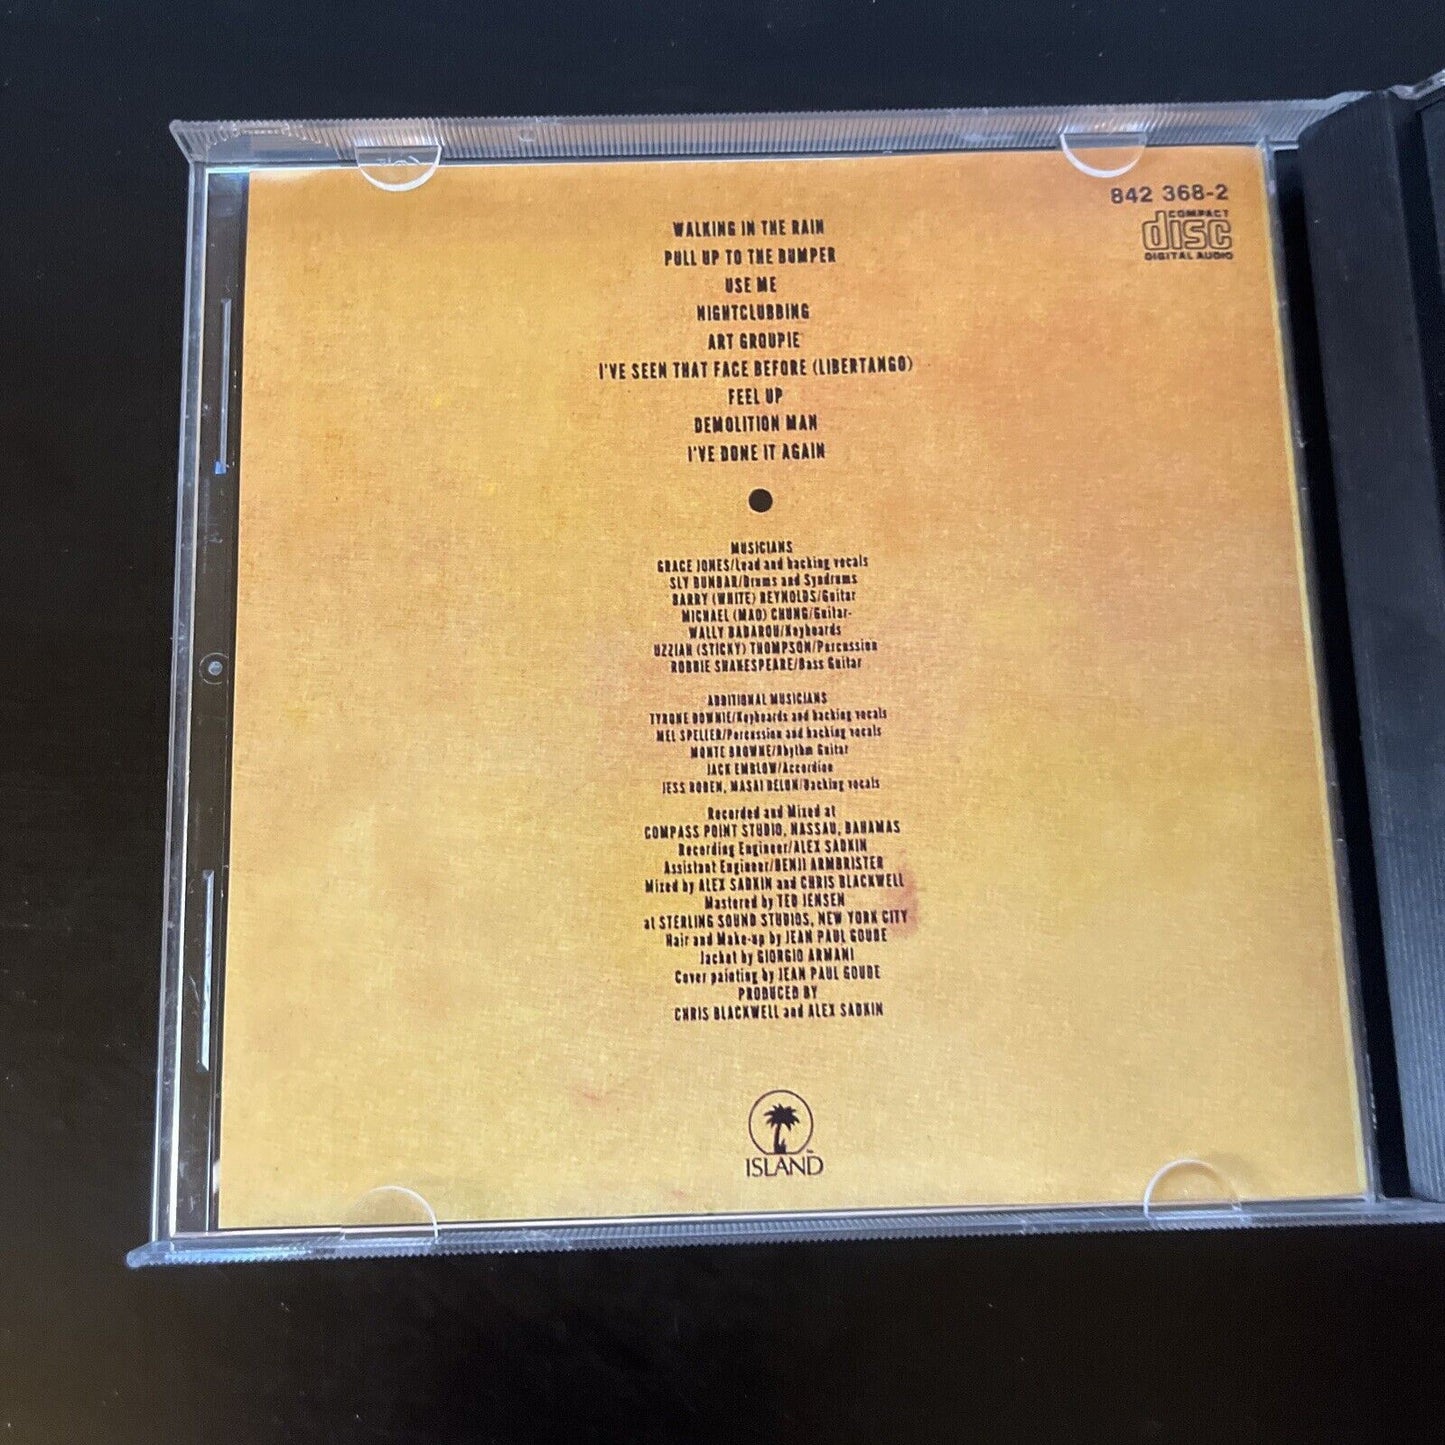 842 368-2
COMPACT
disc
DIGITAL AUDIO
WALKING IN THE RAIN
PULL UP TO THE BUMPER
USE ME
NIGHTCLUBBING
ART GROUPIE
I'VE SEEN THAT FACE BEFORE (LIBERTANGO)
FEEL UP
DEMOLITION MAN
I'VE DONE IT AGAIN
MUSICIANS
GRACE JONES/Lead and backing vocals
SLY DUNBAR/Drums and Syndrums
BARRY (WHITE) REYNOLDS/Guitar
MICHAEL (MAO) CHUNG/Guitar
WALLY BADAROU/Keyboards
UZZIAH (STICKY) THOMPSON/Percussion
ROBBIE SHAKESPEARE/Bass Guitar
ADDITIONAL MUSICIANS
TYRONE DOWNIE/Keyboards and backing vocals
MEL SPELLER/Percussion and backing vocals
MONTE BROWNE/Rhythm Guitar
JACK EMBLOW/Accordion
JESS RODEN, MASAI DELON/Backing vocals
Recorded and Mixed at
COMPASS POINT STUDIO, NASSAU, BAHAMAS
Recording Engineer/ALEX SADKIN
Assistant Engineer/BENJI ARMBRISTER
Mixed by ALEX SADKIN and CHRIS BLACKWELL
Mastered by TED JENSEN
at STERLING SOUND STUDIOS, NEW YORK CITY
Hair and Make-up by JEAN PAUL GOUDE
Jacket by GIORGIO ARMANI
Cover painting by JEAN PAUL GOUDE
PRODUCED BY
CHRIS BLACKWELL and ALEX SADKIN
ISLAND